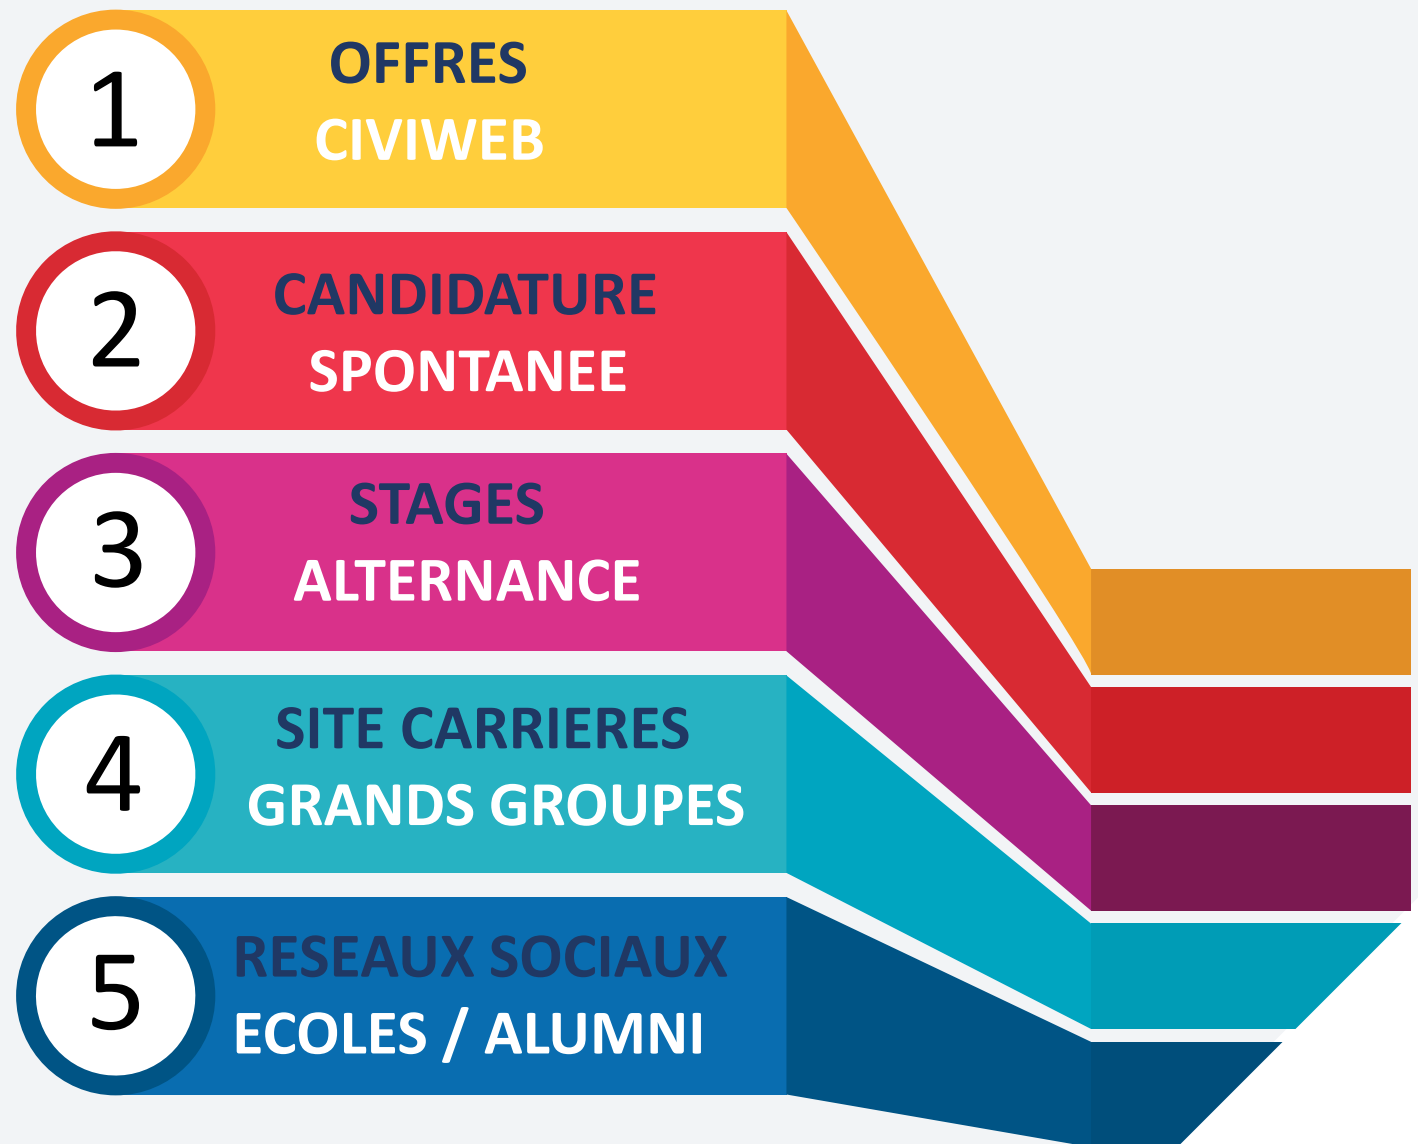 1
OFFRES
CIVIWEB
2
CANDIDATURE
SPONTANEE
3
STAGES
ALTERNANCE
4
SITE CARRIERES
GRANDS GROUPES
5
RESEAUX SOCIAUX
ECOLES / ALUMNI